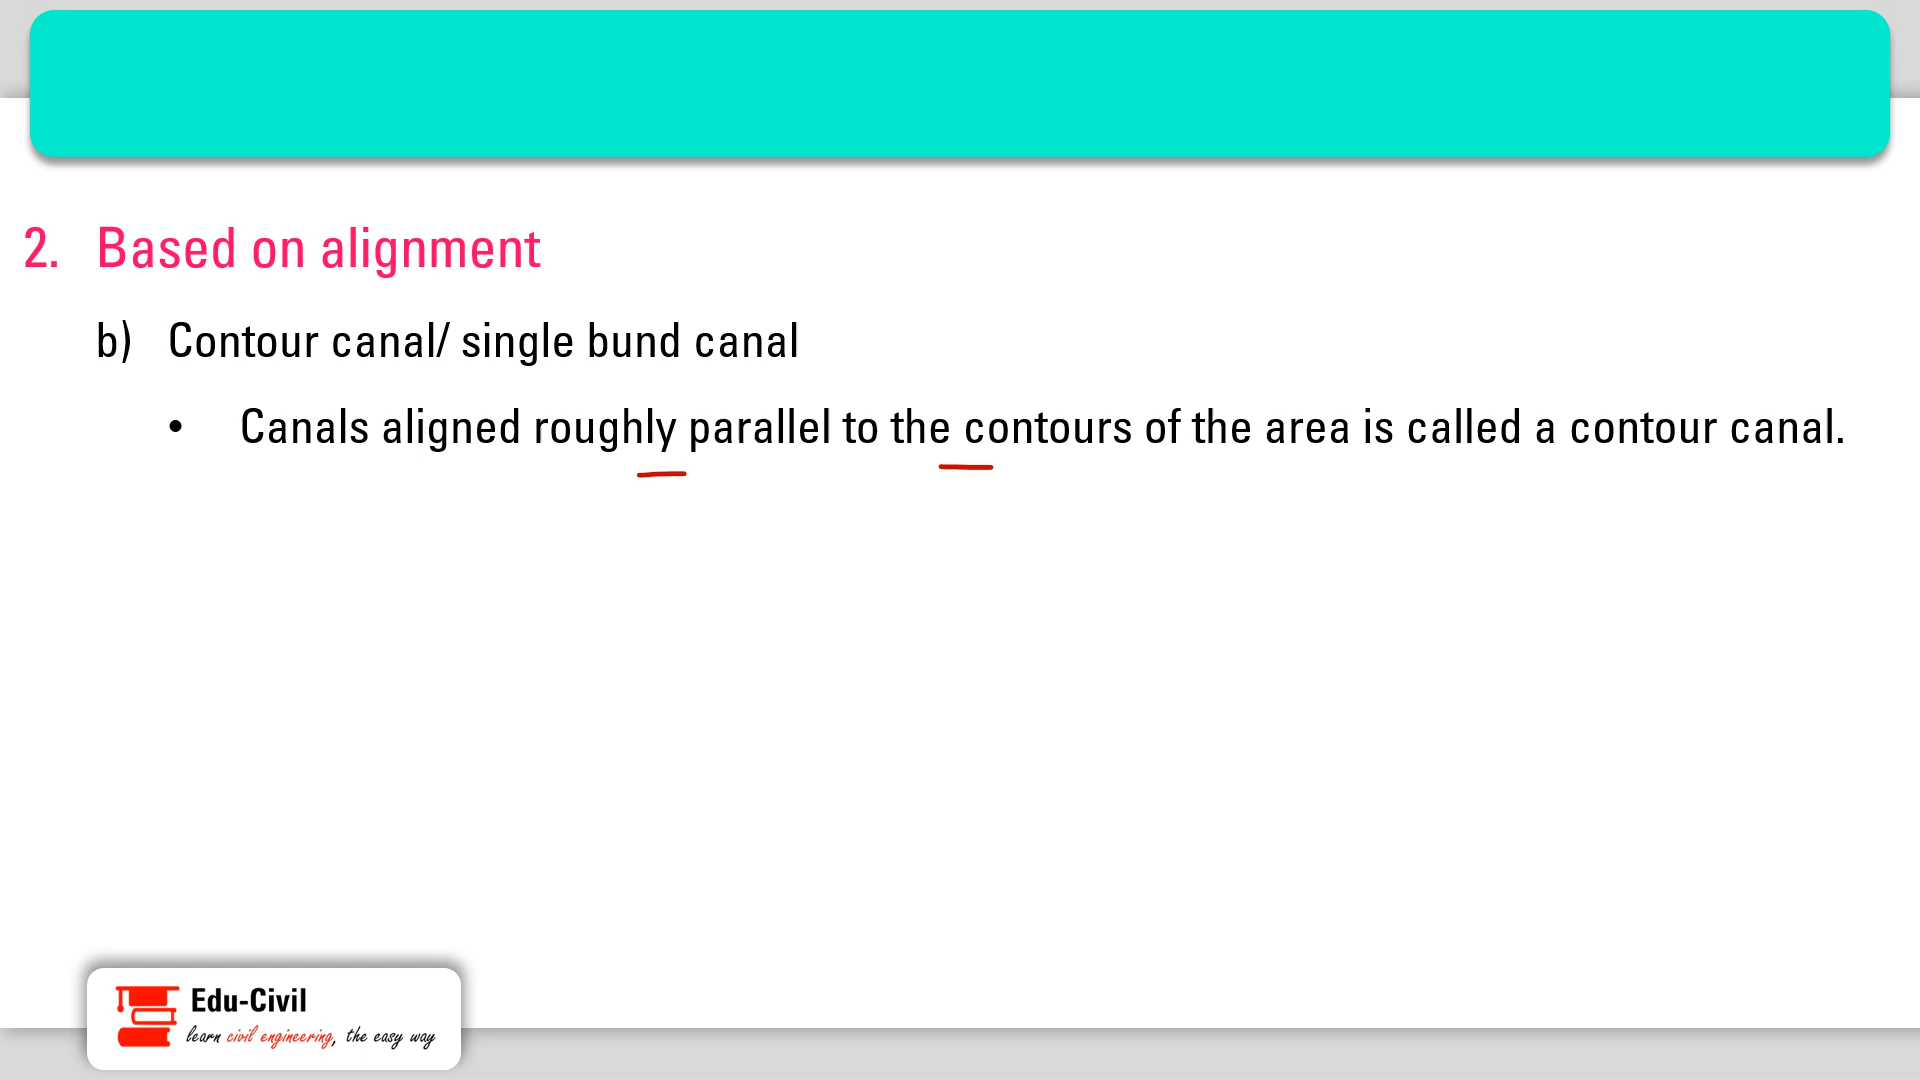 2. Based on alignment
b) Contour canal/ single bund canal
• Canals aligned roughly parallel to the contours of the area is called a contour canal.
Edu-Civil
learn civil engineering, the easy way